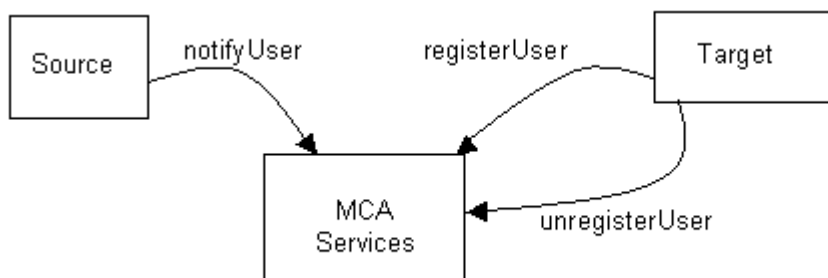 Source
notifyUser
registerUser
Target
MCA
Services
unregisterUser